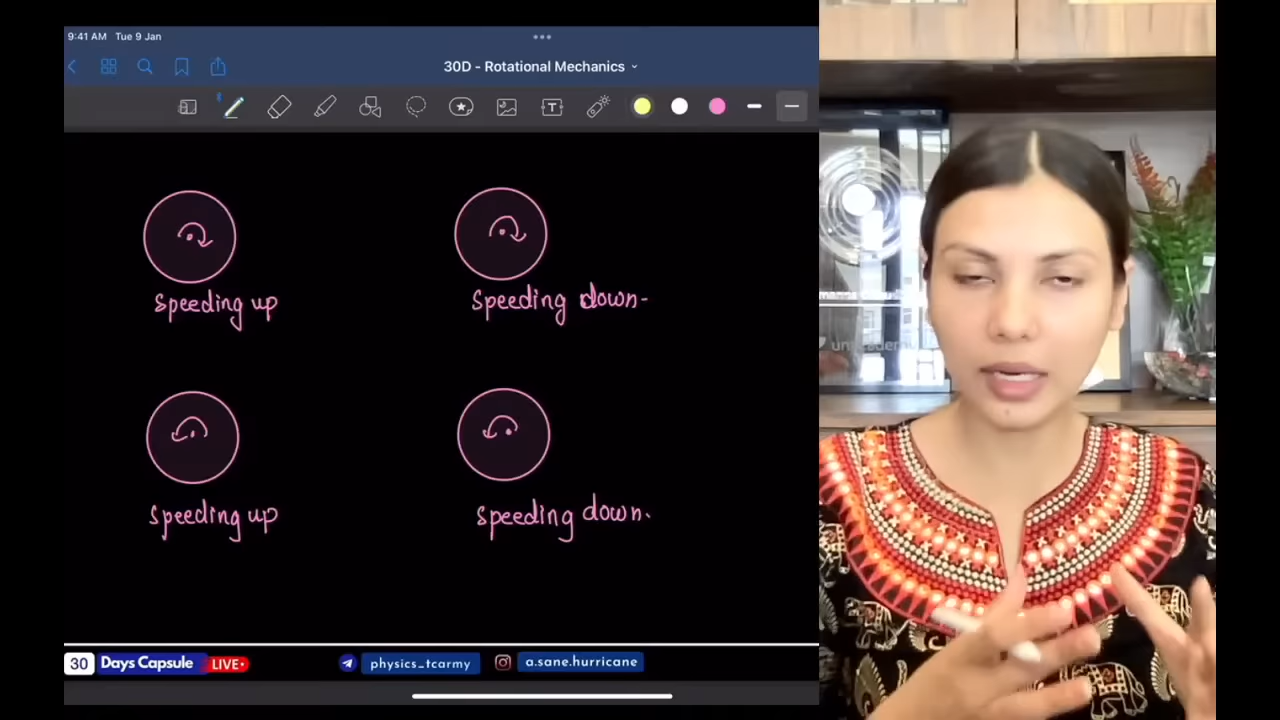 9:41 AM Tue 9 Jan
30D - Rotational Mechanics
T
speeding up
speeding down-
speeding up
speeding down.
30 Days Capsule LIVE
physics_tcarmy
a.sane.hurricane